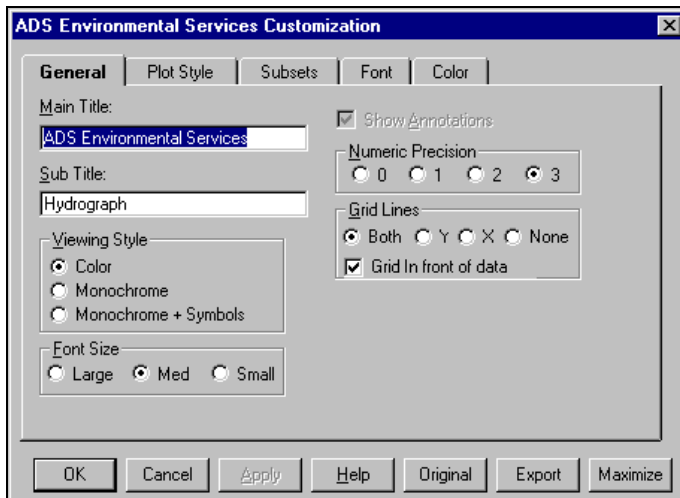 ADS Environmental Services Customization
General Plot Style Subsets Font Color
Main Title:
ADS Environmental Services
Sub Title:
Hydrograph
Viewing Style
Color
Monochrome
Monochrome + Symbols
Font Size
Large Med Small
Show Annotations
Numeric Precision
0 1 2 3
Grid Lines
Both Y X None
Grid In front of data
OK Cancel Apply Help Original Export Maximize